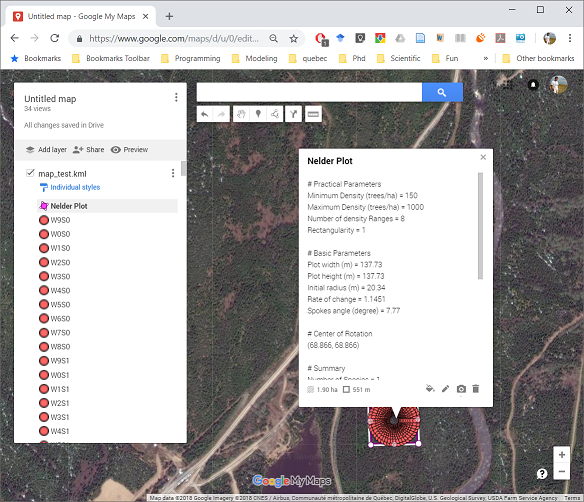 Untitled map - Google My Maps
https://www.google.com/maps/d/u/0/edit...
1
Bookmarks Bookmarks Toolbar Programming Modeling quebec Phd Scientific Fun » Other bookmarks
Untitled map
34 views
All changes saved in Drive
Add layer Share Preview
map_test.kml
Individual styles
Nelder Plot
W9S0
W0S0
W1S0
W2S0
W3S0
W4S0
W5S0
W6S0
W7S0
W8S0
W9S1
W0S1
W1S1
W2S1
W3S1
W4S1
Nelder Plot
# Practical Parameters
Minimum Density (trees/ha) = 150
Maximum Density (trees/ha) = 1000
Number of density Ranges = 8
Rectangularity = 1
# Basic Parameters
Plot width (m) = 137.73
Plot height (m) = 137.73
Initial radius (m) = 20.34
Rate of change = 1.1451
Spokes angle (degree) = 7.77
# Center of Rotation
(68.866, 68.866)
# Summary
Number of Species = 1
1.90 ha 551 m
Google My Maps
Map data ©2018 Google Imagery ©2018 CNES / Airbus, Communauté métropolitaine de Québec, DigitalGlobe, U.S. Geological Survey, USDA Farm Service Agency Terms